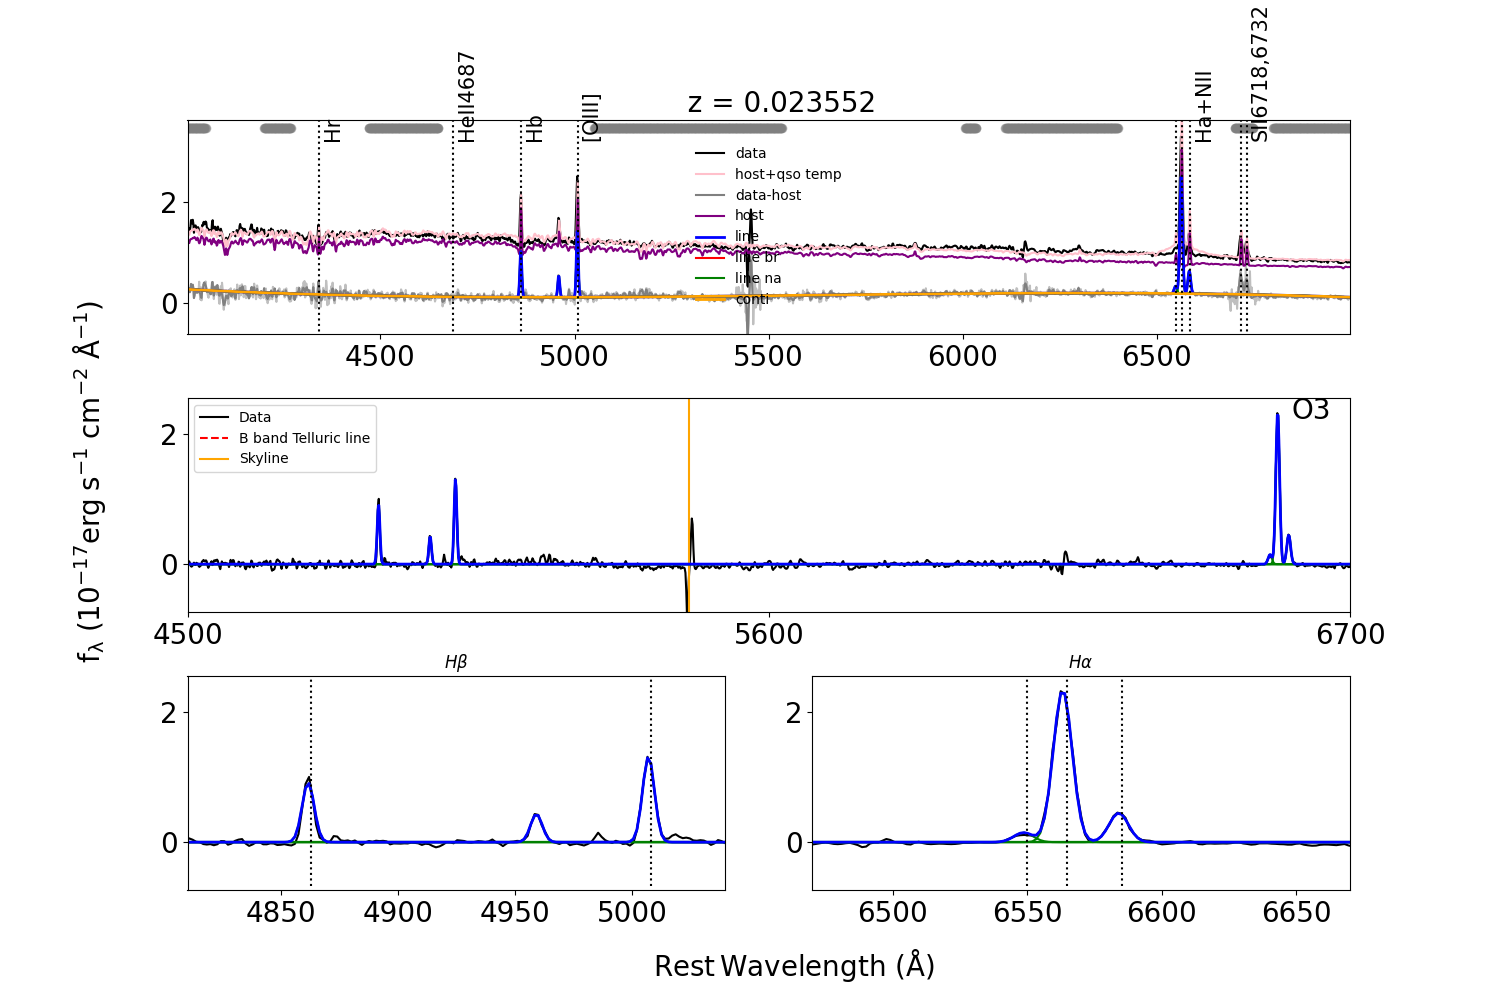 z = 0.023552
Hr
HeII4687
Hb
[OIII]
Ha+NII
SII6718,6732
data
host+qso temp
data-host
host
line
line br
line na
conti
2
0
4500
5000
5500
6000
6500
fλ (10−17erg s−1 cm−2 Å−1)
Data
B band Telluric line
Skyline
O3
2
0
4500
5600
6700
Hβ
2
0
4850
4900
4950
5000
Hα
2
0
6500
6550
6600
6650
Rest Wavelength (Å)